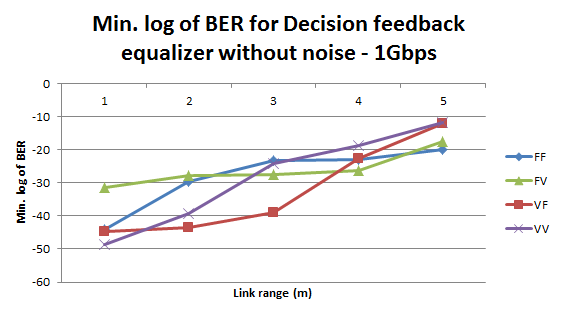 Min. log of BER for Decision feedback
equalizer without noise - 1Gbps
0
1 2 3 4 5
-10
-20
-30
-40
-50
-60
Min. log of BER
Link range (m)
FF
FV
VF
VV